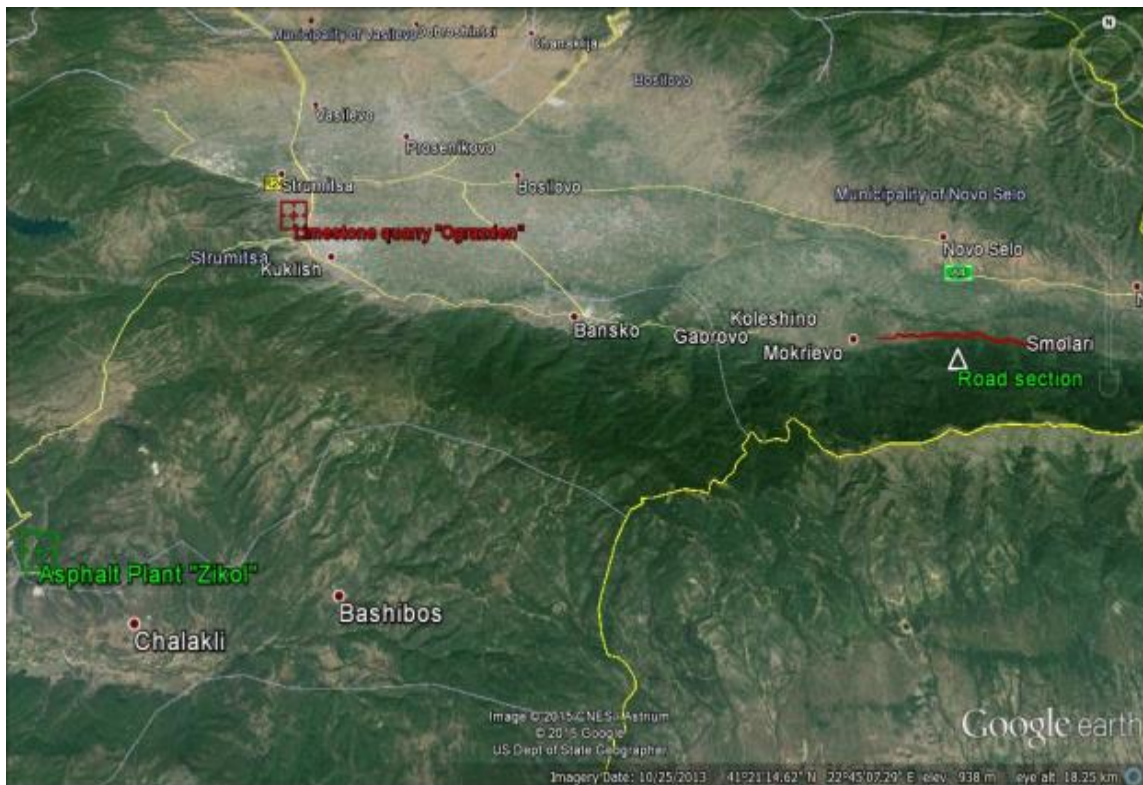 Municipality of Vasilevo
Dobroshintsi
Chanaklija
N
Bosilovo
Vasilevo
Prosenikovo
Strumitsa
Bosilovo
Municipality of Novo Selo
Limestone quarry "Ograzden"
Novo Selo
Strumitsa
Kuklish
Bansko
Gabrovo
Koleshino
Mokrievo
Smolari
Road section
Asphalt Plant "Zikol"
Bashibos
Chalakli
Image © 2015 CNES / Astrium
© 2015 Google
US Dept of State Geographer
Google earth
Imagery Date: 10/25/2013 41°21'14.62" N 22°45'07.29" E elev 938 m eye alt 18.25 km